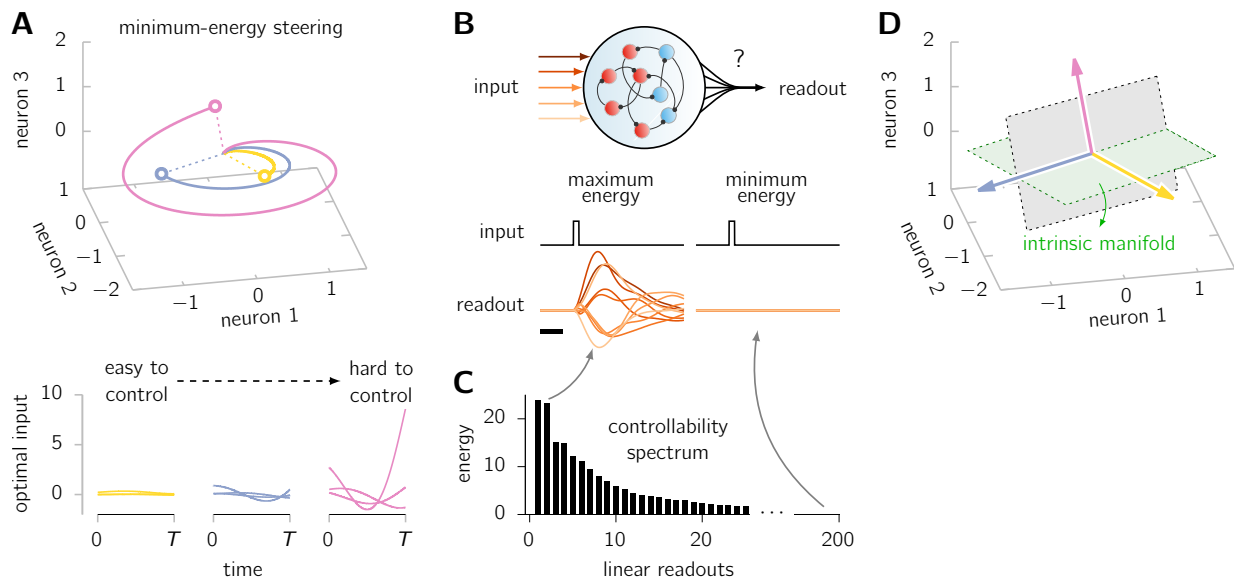 A
minimum-energy steering
neuron 3
2
1
0
1
0
−1
−2
neuron 2
−1
0
1
neuron 1
easy to
control
hard to
control
optimal input
10
5
0
0
T
0
T
0
T
time
B
input
?
readout
maximum
energy
minimum
energy
input
readout
C
energy
20
10
0
controllability
spectrum
...
0
10
20
200
linear readouts
D
neuron 3
2
1
0
1
0
−1
−2
neuron 2
−1
0
1
neuron 1
intrinsic manifold